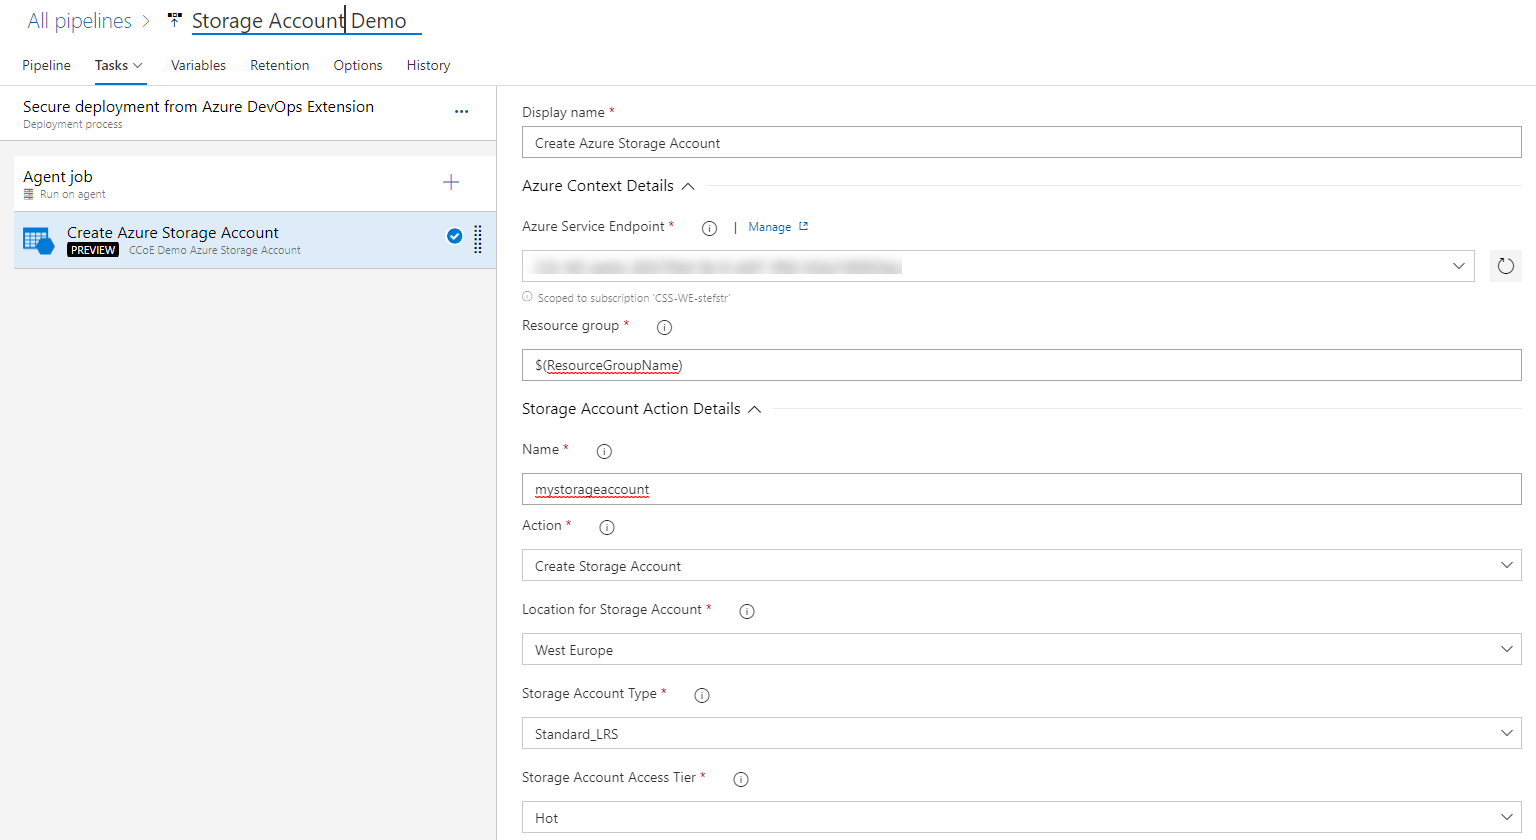 All pipelines > Storage Account Demo
Pipeline Tasks Variables Retention Options History
Secure deployment from Azure DevOps Extension
Deployment process
Agent job
Run on agent
Create Azure Storage Account
PREVIEW CCoE Demo Azure Storage Account
Display name *
Create Azure Storage Account
Azure Context Details
Azure Service Endpoint * | Manage
Scoped to subscription 'CSS-WE-stefstr'
Resource group *
$(ResourceGroupName)
Storage Account Action Details
Name *
mystorageaccount
Action *
Create Storage Account
Location for Storage Account *
West Europe
Storage Account Type *
Standard_LRS
Storage Account Access Tier *
Hot